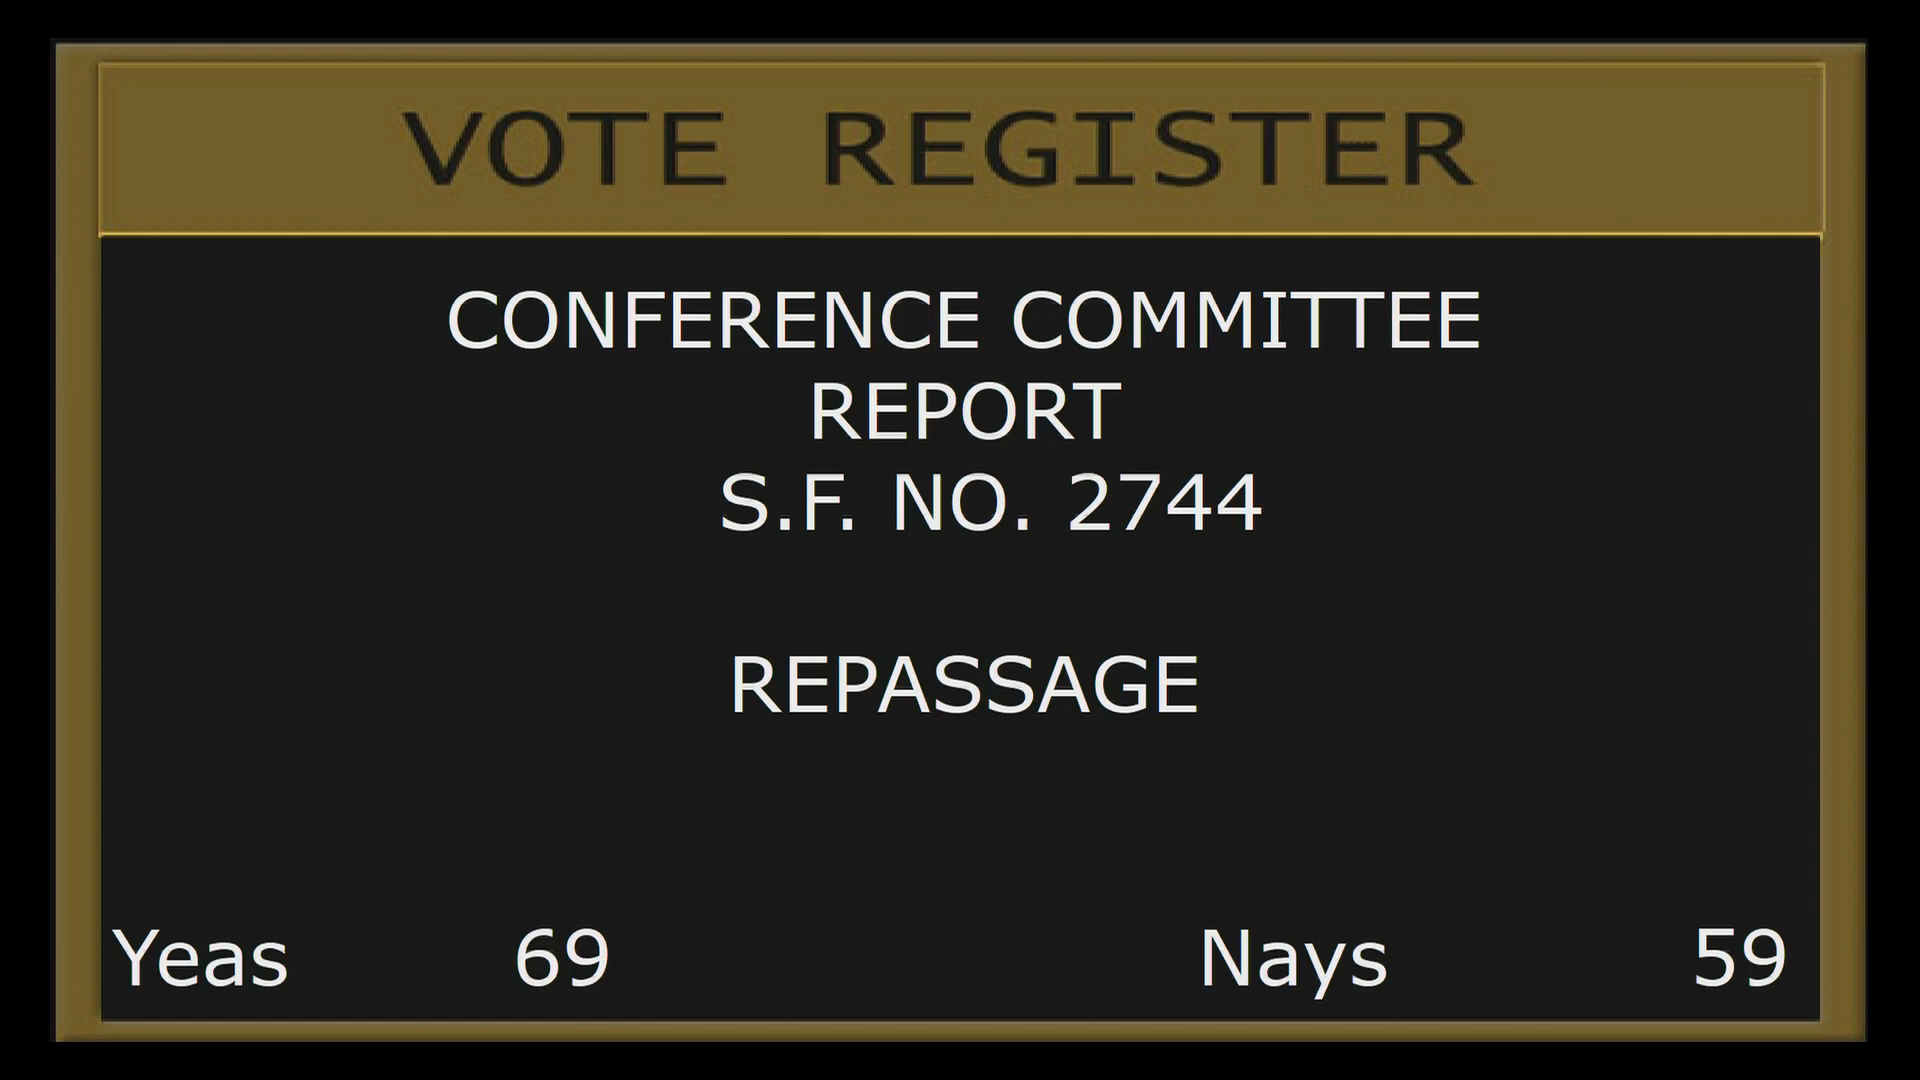 VOTE REGISTER
CONFERENCE COMMITTEE
REPORT
S.F. NO. 2744
REPASSAGE
Yeas 69 Nays 59